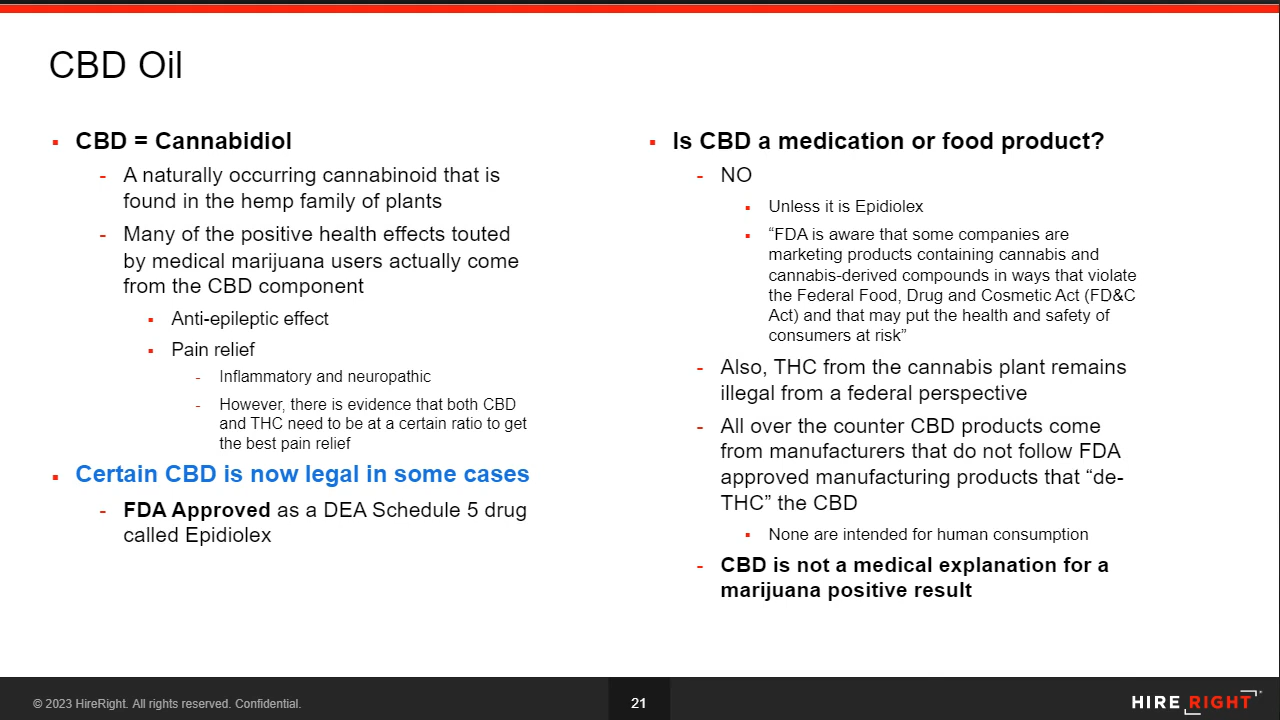 CBD Oil
▪ CBD = Cannabidiol
- A naturally occurring cannabinoid that is
found in the hemp family of plants
- Many of the positive health effects touted
by medical marijuana users actually come
from the CBD component
▪ Anti-epileptic effect
▪ Pain relief
- Inflammatory and neuropathic
- However, there is evidence that both CBD
and THC need to be at a certain ratio to get
the best pain relief
▪ Certain CBD is now legal in some cases
- FDA Approved as a DEA Schedule 5 drug
called Epidiolex
▪ Is CBD a medication or food product?
- NO
▪ Unless it is Epidiolex
▪ “FDA is aware that some companies are
marketing products containing cannabis and
cannabis-derived compounds in ways that violate
the Federal Food, Drug and Cosmetic Act (FD&C
Act) and that may put the health and safety of
consumers at risk”
- Also, THC from the cannabis plant remains
illegal from a federal perspective
- All over the counter CBD products come
from manufacturers that do not follow FDA
approved manufacturing products that “de-
THC” the CBD
▪ None are intended for human consumption
- CBD is not a medical explanation for a
marijuana positive result
© 2023 HireRight. All rights reserved. Confidential.
21
HIRE RIGHT